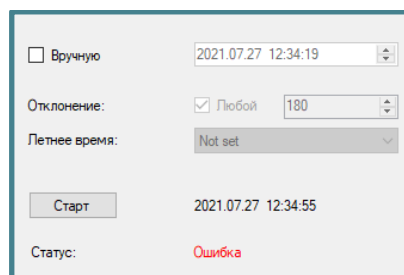 Вручную 2021.07.27 12:34:19
Отклонение: Любой 180
Летнее время: Not set
Старт 2021.07.27 12:34:55
Статус: Ошибка